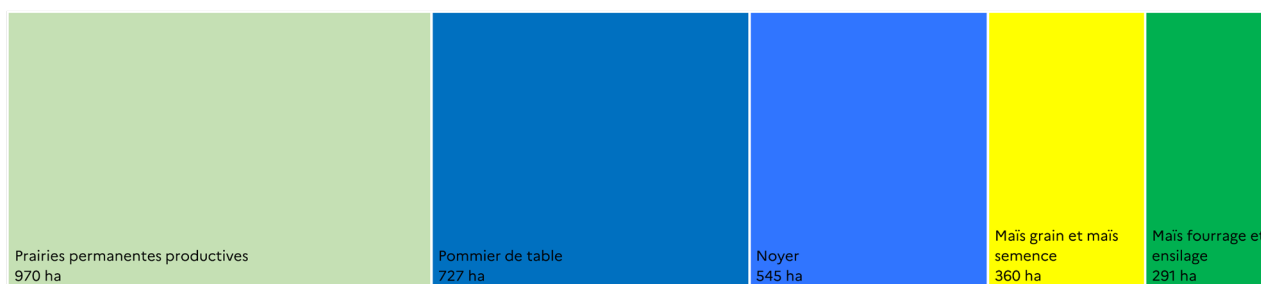 Prairies permanentes productives
970 ha
Pommier de table
727 ha
Noyer
545 ha
Maïs grain et maïs
semence
360 ha
Maïs fourrage et
ensilage
291 ha